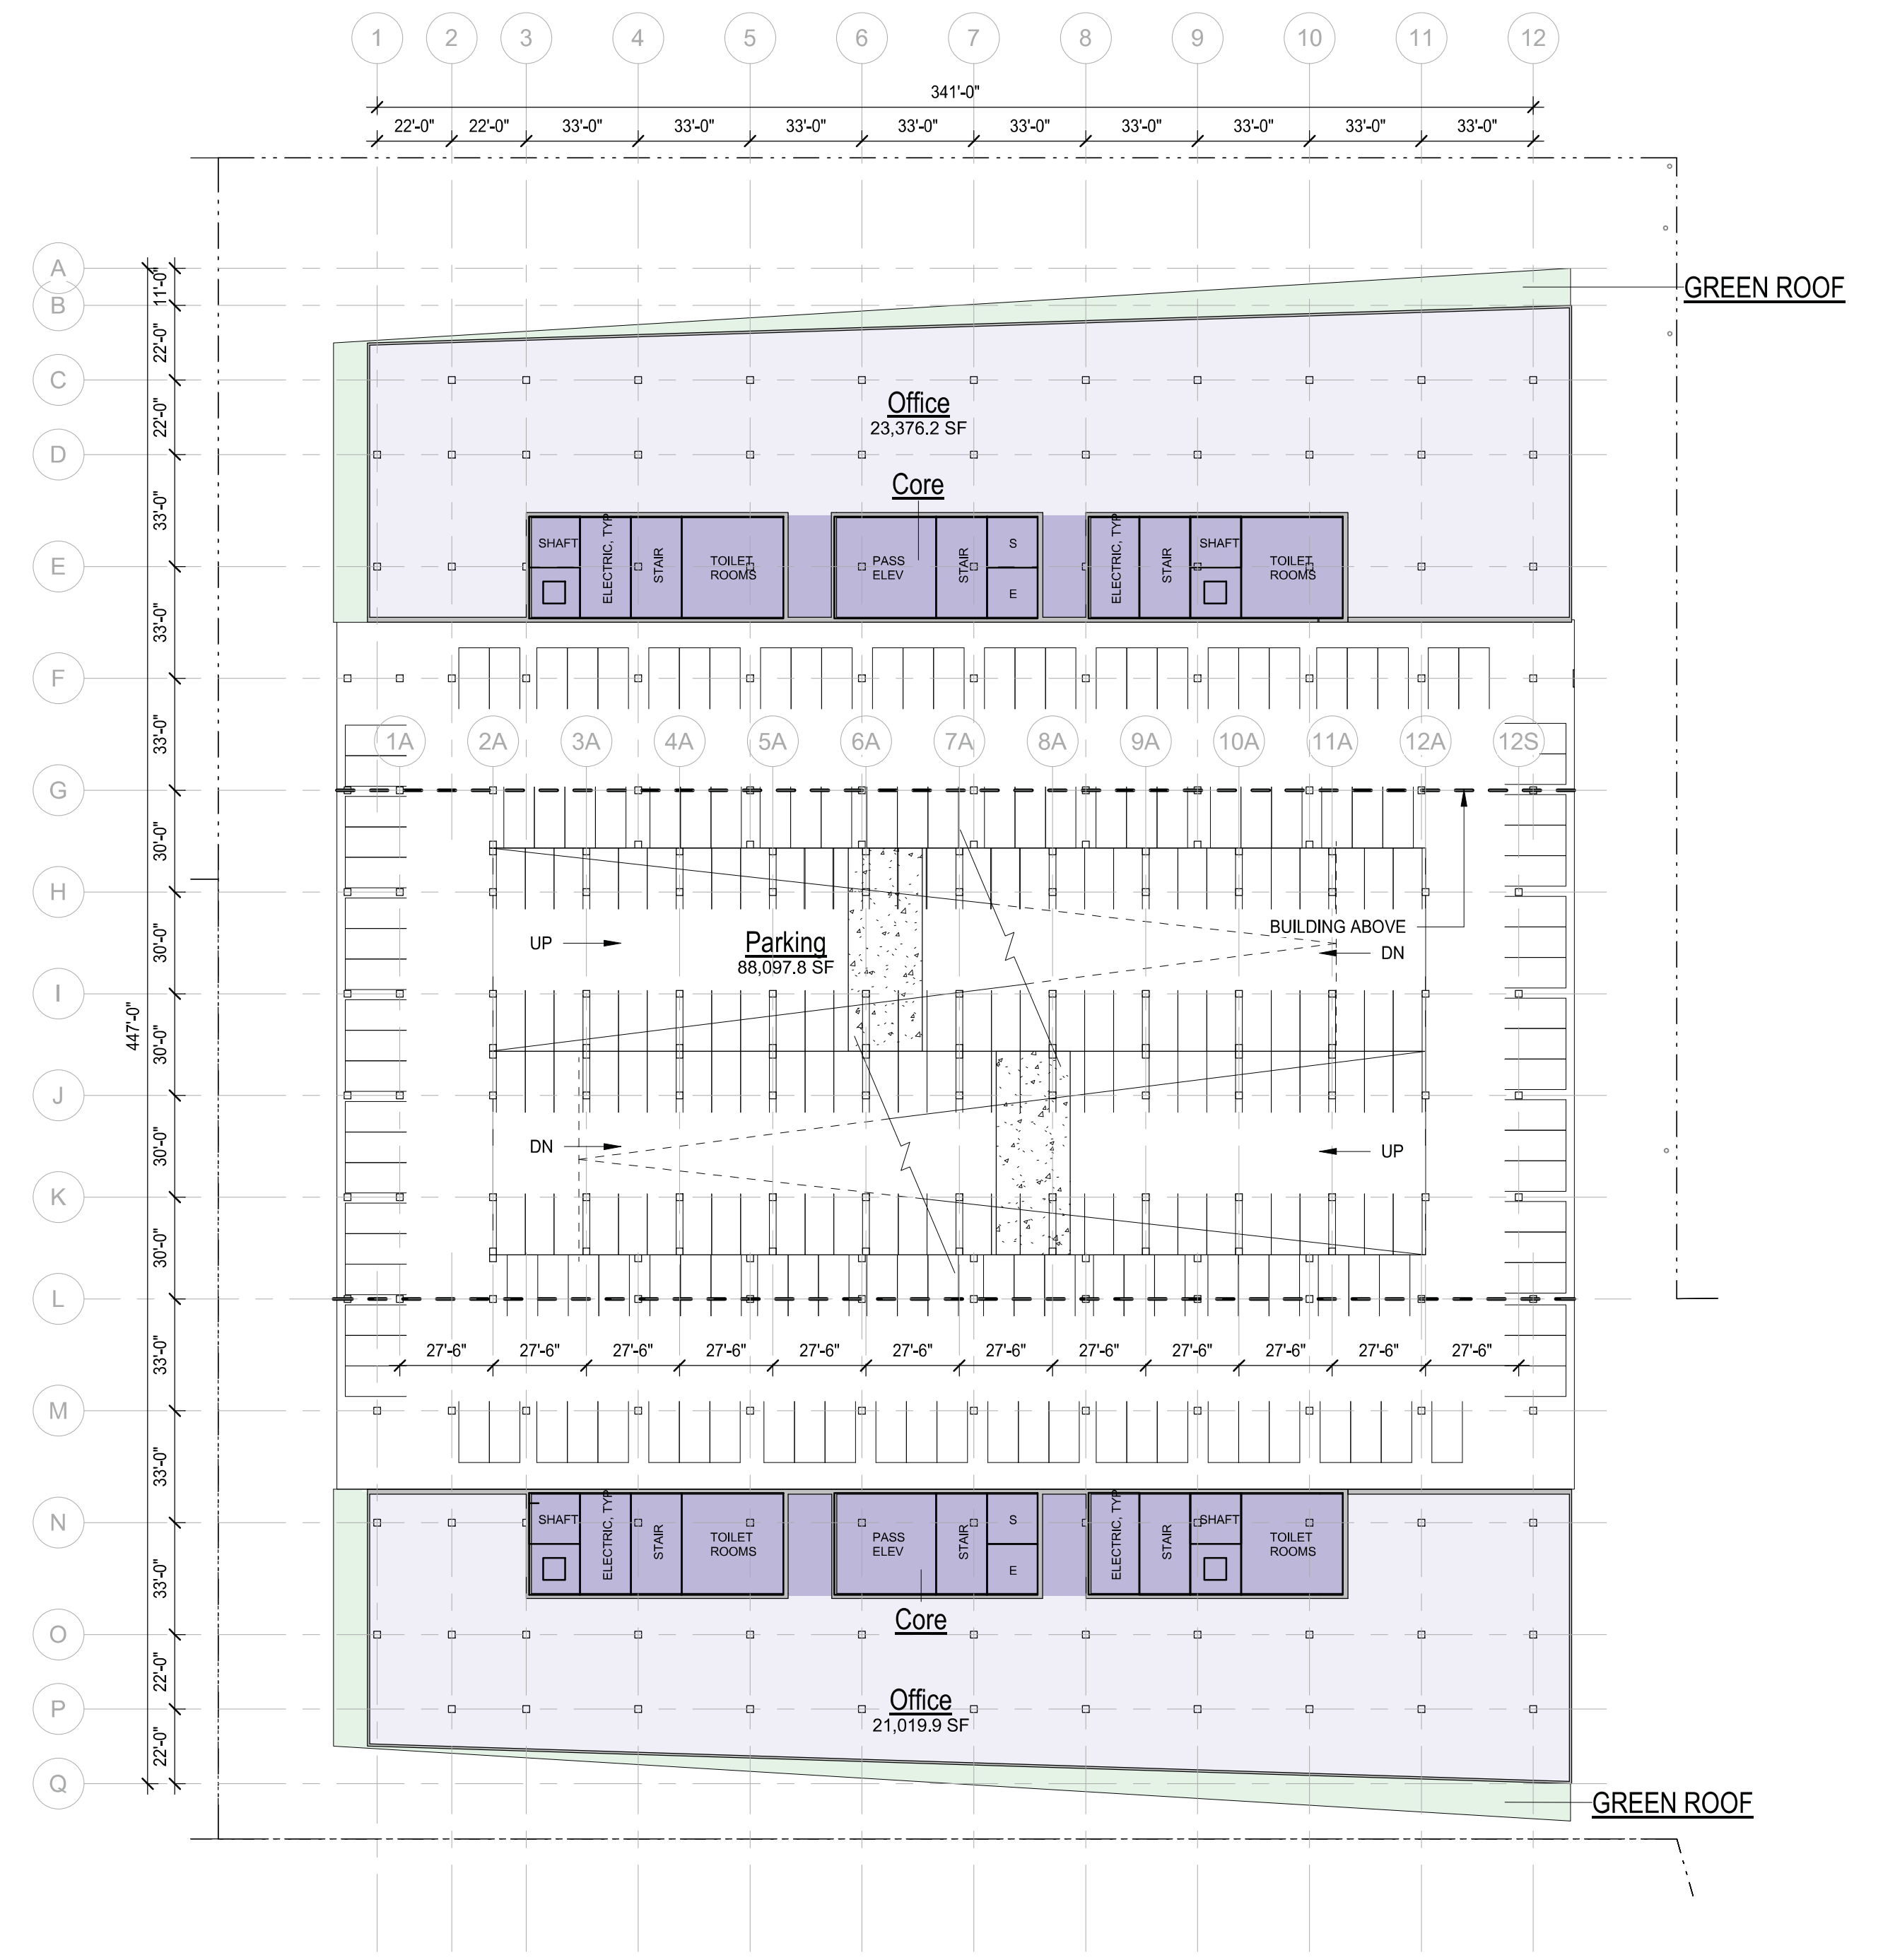 1 2 3 4 5 6 7 8 9 10 11 12
341'-0"
22'-0" 22'-0" 33'-0" 33'-0" 33'-0" 33'-0" 33'-0" 33'-0" 33'-0" 33'-0" 33'-0"
A
11'-0"
GREEN ROOF
B
22'-0"
C
Office
22'-0"
23,376.2 SF
D
Core
33'-0"
SHAFT ELECTRIC, TYP STAIR TOILET
ROOMS
PASS
ELEV
STAIR
S
E
ELECTRIC, TYP STAIR SHAFT TOILET
ROOMS
E
33'-0"
F
33'-0"
1A 2A 3A 4A 5A 6A 7A 8A 9A 10A 11A 12A 12S
G
30'-0"
H
BUILDING ABOVE
UP
Parking
30'-0"
DN
88,097.8 SF
I
447'-0"
30'-0"
J
30'-0"
DN
UP
K
30'-0"
L
33'-0"
27'-6" 27'-6" 27'-6" 27'-6" 27'-6" 27'-6" 27'-6" 27'-6" 27'-6" 27'-6" 27'-6" 27'-6"
M
33'-0"
N
SHAFT ELECTRIC, TYP STAIR TOILET
ROOMS
PASS
ELEV
STAIR
S
E
ELECTRIC, TYP STAIR SHAFT TOILET
ROOMS
33'-0"
Core
O
22'-0"
Office
P
21,019.9 SF
22'-0"
Q
GREEN ROOF